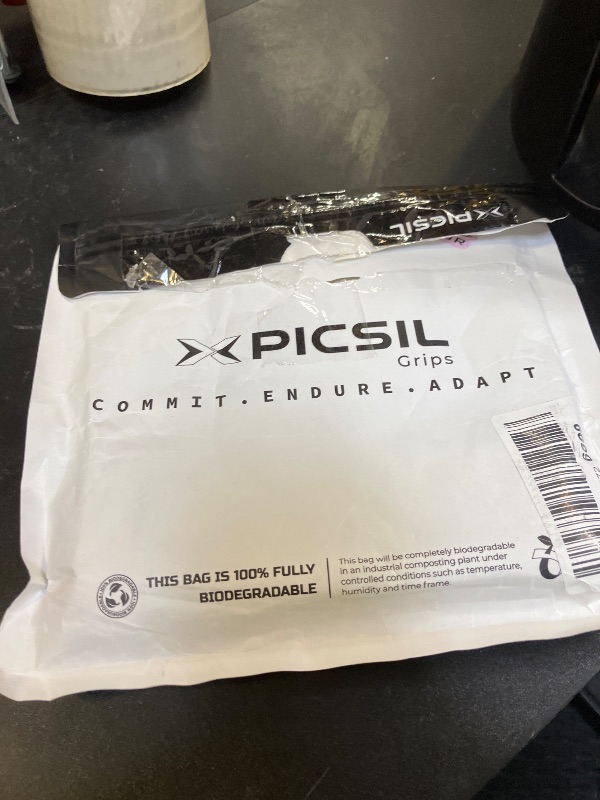 PICSIL
PICSIL
Grips
COMMIT.ENDURE.ADAPT
THIS BAG IS 100% FULLY
BIODEGRADABLE
This bag will be completely biodegradable
in an industrial composting plant under
controlled conditions such as temperature,
humidity and time frame.